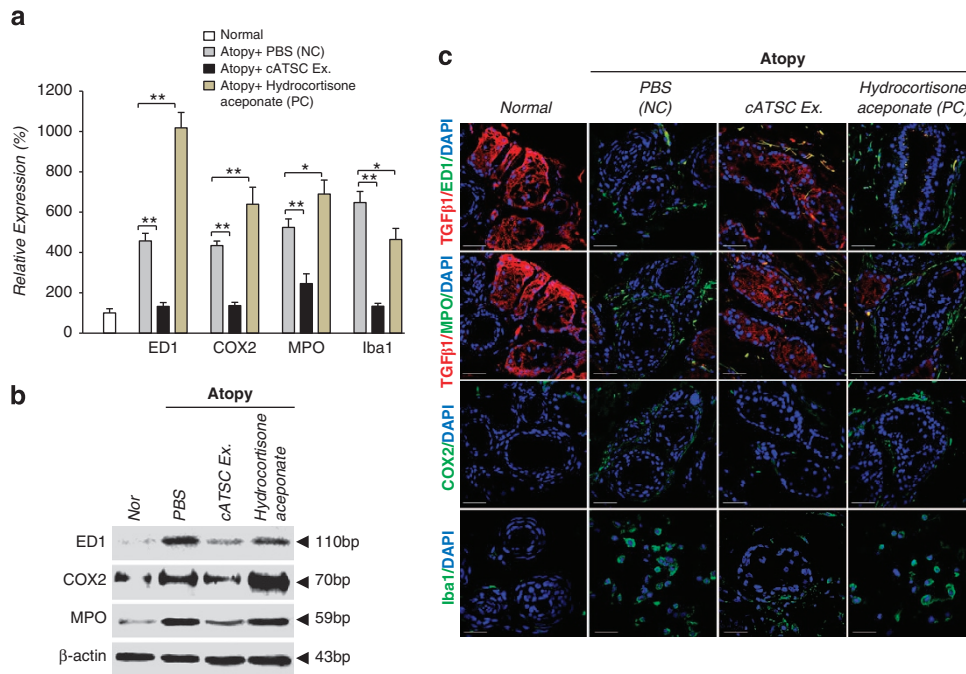 a
Normal
Atopy+ PBS (NC)
Atopy+ cATSC Ex.
Atopy+ Hydrocortisone
aceponate (PC)
Relative Expression (%)
1200
1000
800
600
400
200
0
**
**
**
**
*
**
*
**
ED1 COX2 MPO Iba1
b
Atopy
Nor
PBS
cATSC Ex.
Hydrocortisone
aceponate
ED1 110bp
COX2 70bp
MPO 59bp
β-actin 43bp
c
Atopy
Normal
PBS
(NC)
cATSC Ex.
Hydrocortisone
aceponate (PC)
TGFβ1/ED1/DAPI
TGFβ1/MPO/DAPI
COX2/DAPI
Iba1/DAPI